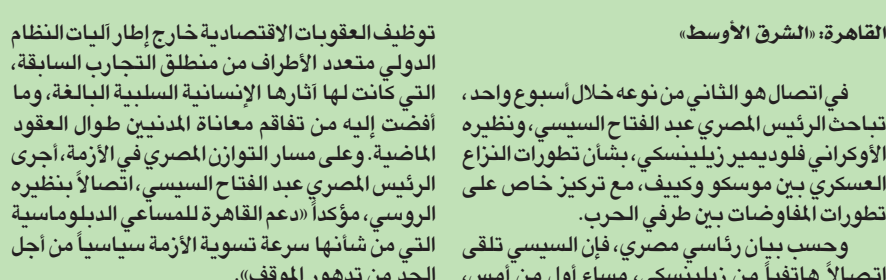 القاهرة: «الشرق الأوسط»
في اتصال هو الثاني من نوعه خلال أسبوع واحد،
تباحث الرئيس المصري عبد الفتاح السيسي، ونظيره
الأوكراني فلوديمير زيلينسكي، بشأن تطورات النزاع
العسكري بين موسكو وكييف، مع تركيز خاص على
تطورات المفاوضات بين طرفي الحرب.
وحسب بيان رئاسي مصري، فإن السيسي تلقى
اتصالاً هاتفياً من زيلينسكي، مساء أول من أمس،
توظيف العقوبات الاقتصادية خارج إطار آليات النظام
الدولي متعدد الأطراف من منطلق التجارب السابقة،
التي كانت لها آثارها الإنسانية السلبية البالغة، وما
أفضت إليه من تفاقم معاناة المدنيين طوال العقود
الماضية. وعلى مسار التوازن المصري في الأزمة، أجرى
الرئيس المصري عبد الفتاح السيسي، اتصالاً بنظيره
الروسي، مؤكداً «دعم القاهرة للمساعي الدبلوماسية
التي من شأنها سرعة تسوية الأزمة سياسياً من أجل
الحد من تدهور الموقف».